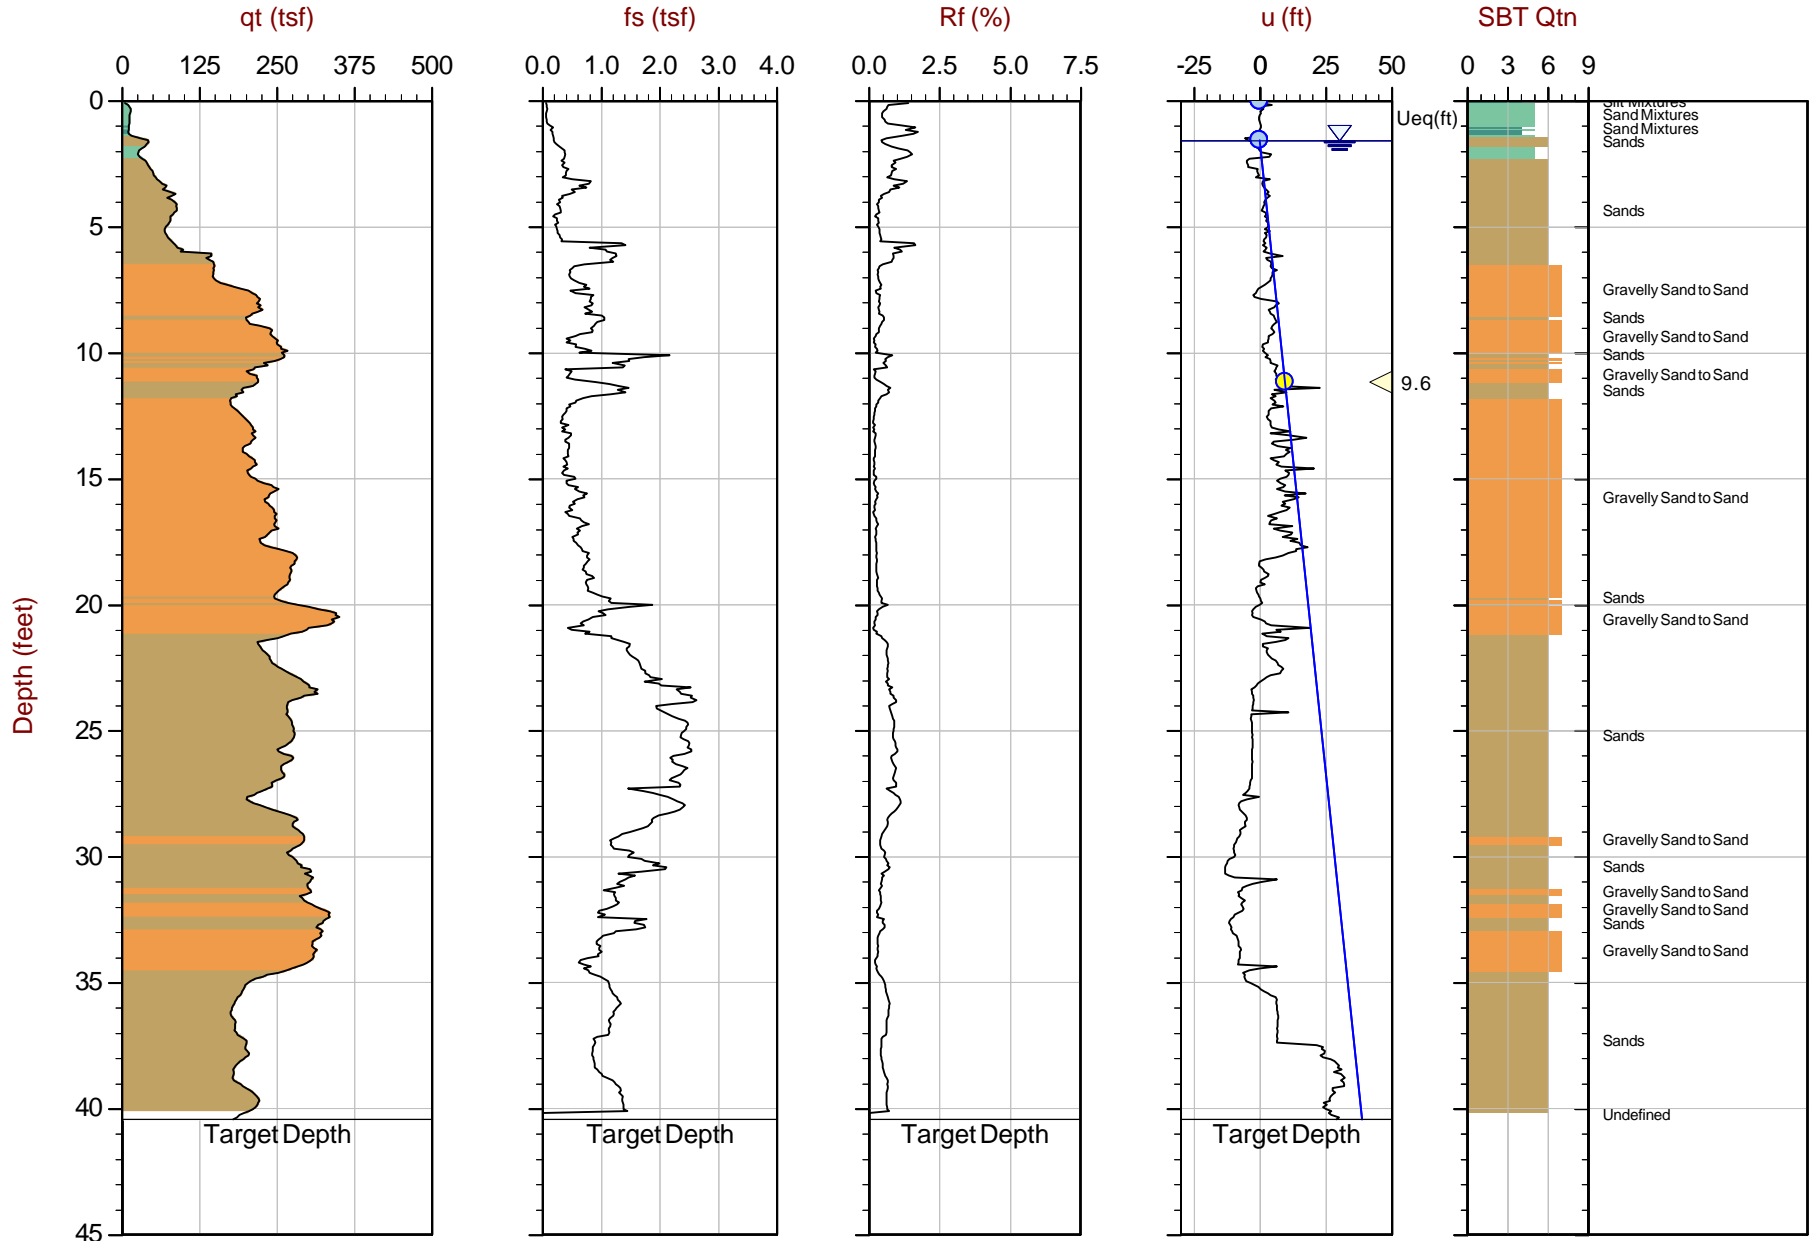 qt (tsf) fs (tsf) Rf (%) u (ft) SBT Qtn
0 125 250 375 500 0.0 1.0 2.0 3.0 4.0 0.0 2.5 5.0 7.5 -25 0 25 50 0 3 6 9
0
Silt Mixtures
Ueq(ft) Sand Mixtures
Sand Mixtures
Sands
Sands
5
Gravelly Sand to Sand
Sands
Gravelly Sand to Sand
10 Sands
Gravelly Sand to Sand
9.6
Sands
15
Gravelly Sand to Sand
Sands
20
Gravelly Sand to Sand
Depth (feet)
25
Sands
Gravelly Sand to Sand
30
Sands
Gravelly Sand to Sand
Gravelly Sand to Sand
Sands
Gravelly Sand to Sand
35
Sands
40
Undefined
Target Depth Target Depth Target Depth Target Depth
45